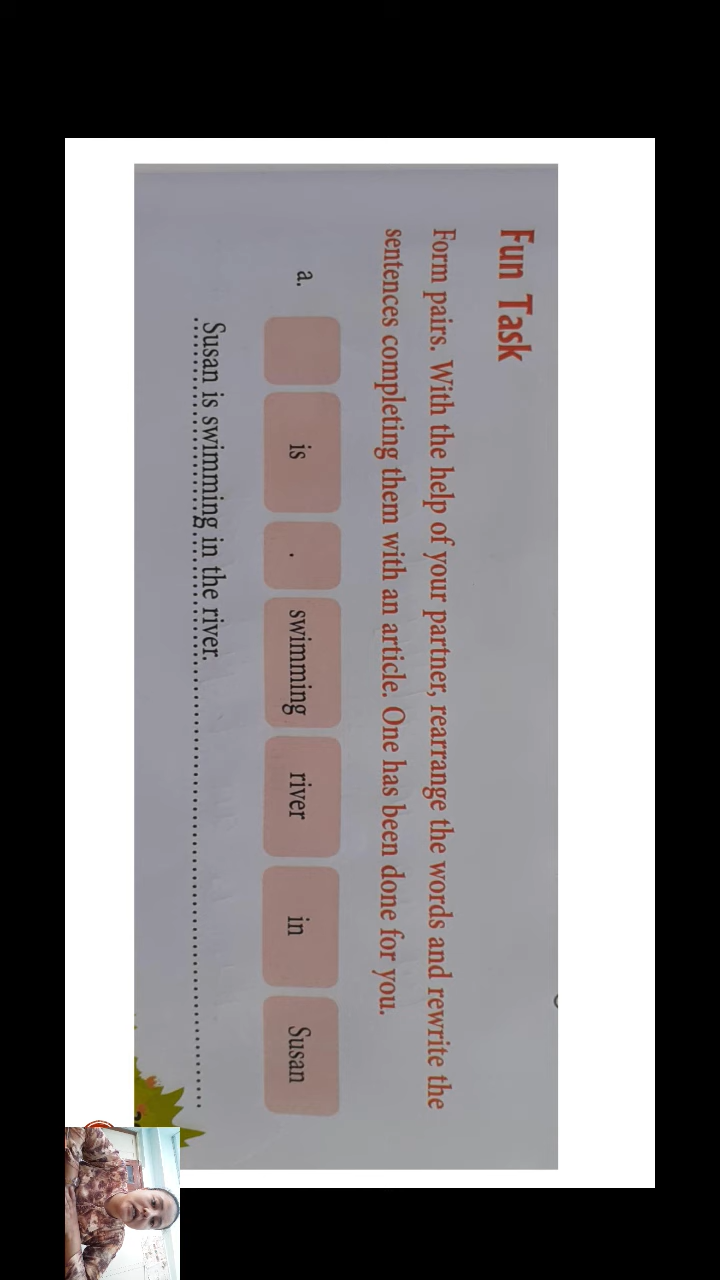 Fun Task
Form pairs. With the help of your partner, rearrange the words and rewrite the
sentences completing them with an article. One has been done for you.
a. is . swimming river in Susan
Susan is swimming in the river.